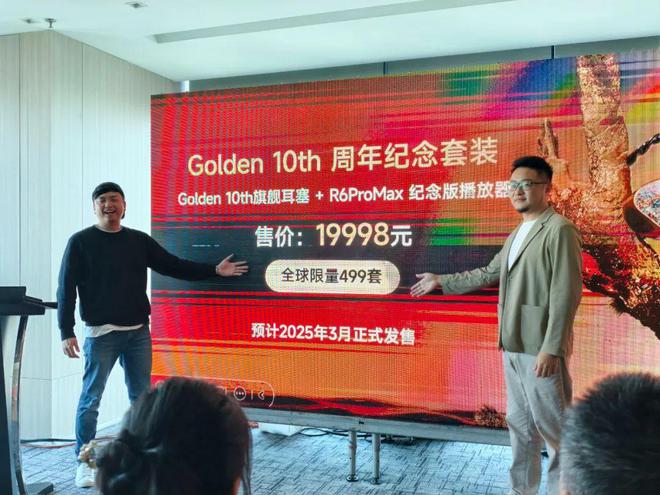 Golden 10th 周年纪念套装
Golden 10th旗舰耳塞 + R6ProMax 纪念版播放器
售价：19998元
全球限量499套
预计2025年3月正式发售